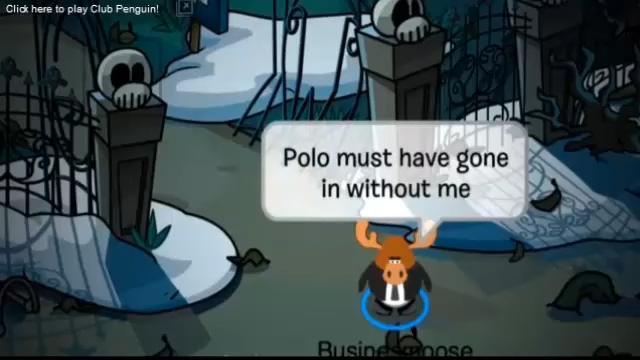 Click here to play Club Penguin!
Polo must have gone
in without me
Businessmoose